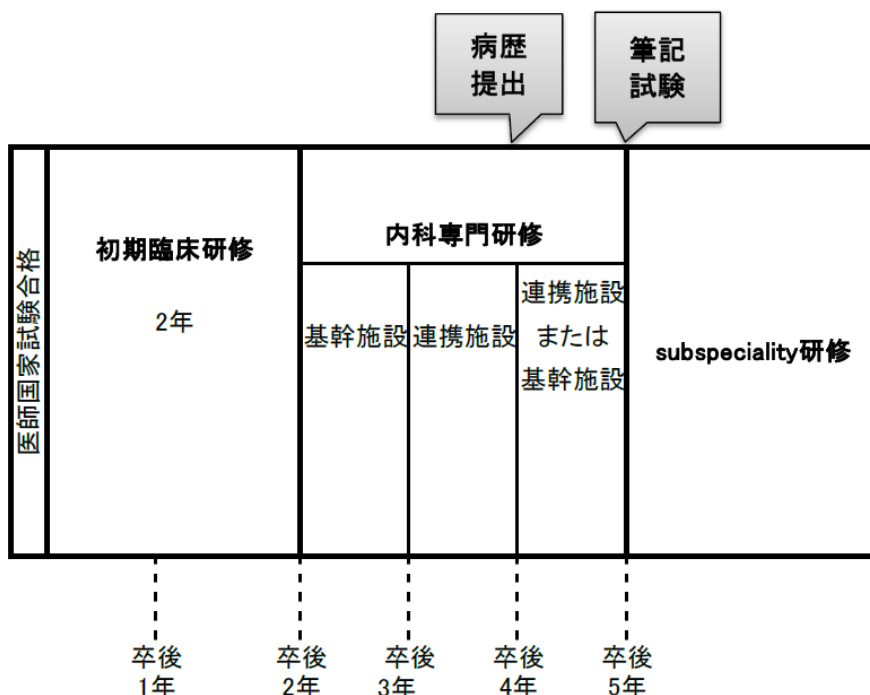 病歴
提出
筆記
試験
医師国家試験合格
初期臨床研修
2年
内科専門研修
基幹施設
連携施設
連携施設
または
基幹施設
subspeciality研修
卒後
1年
卒後
2年
卒後
3年
卒後
4年
卒後
5年